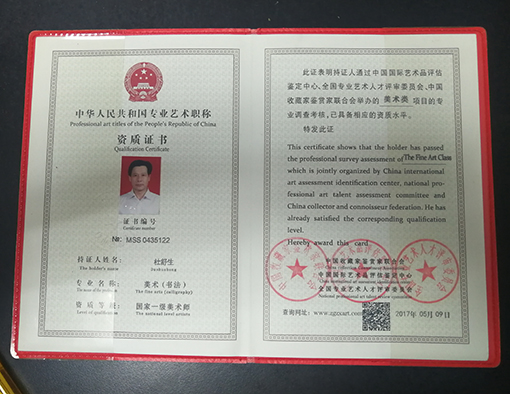 中华人民共和国专业艺术职称
Professional art titles of the People's Republic of China
资质证书
Qualification Certificate
证书编号
Certificate number
№: MSS 0435122
持证人姓名: 杜舒生
The holder's name
专业名称: 美术（书法）
The fine arts (calligraphy)
资质等级: 国家一级美术师
Level of qualification The national level artists
此证表明持证人通过中国国际艺术品评估
鉴定中心、全国专业艺术人才评审委员会、中国
收藏家鉴赏家联合会举办的 美术类 项目的专
业调查考核，已具备相应的资质水平。
特发此证
This certificate shows that the holder has passed
the professional survey assessment of The Fine Art Class
which is jointly organized by China international
art assessment identification center, national pro-
fessional art talent assessment committee and
China collector and connoisseur federation. He has
already satisfied the corresponding qualification
level.
Hereby award this card
中国收藏家鉴赏家联合会
中国国际艺术品评估鉴定中心
全国专业艺术人才评审委员会
National professional art talent assessment committee
查询网址:
2017年05月09日